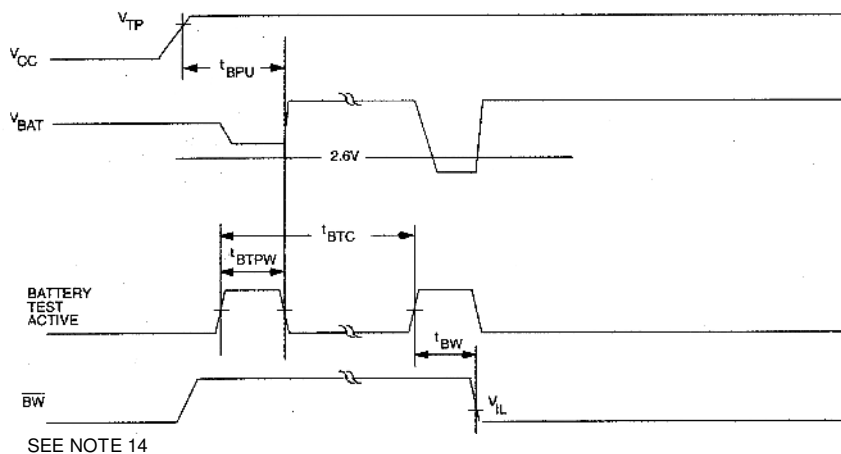 VTP
VCC
tBPU
VBAT
2.6V
tBTC
tBTPW
BATTERY
TEST
ACTIVE
tBW
BW
VIL
SEE NOTE 14